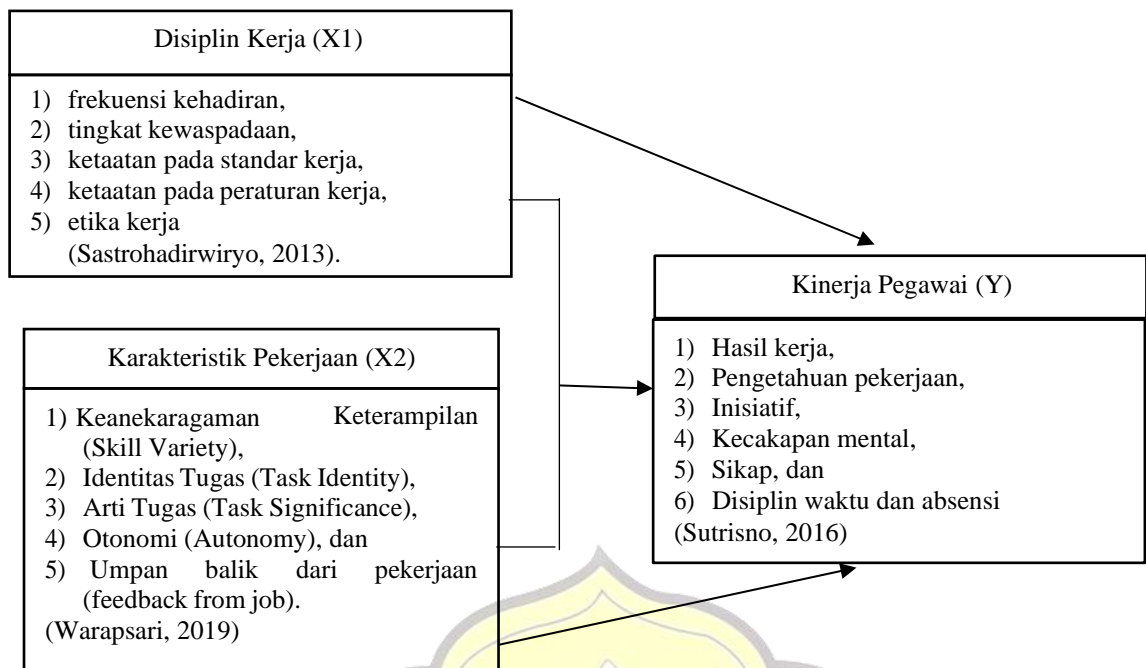 Disiplin Kerja (X1)
1) frekuensi kehadiran,
2) tingkat kewaspadaan,
3) ketaatan pada standar kerja,
4) ketaatan pada peraturan kerja,
5) etika kerja
(Sastrohadirwiryo, 2013).
Karakteristik Pekerjaan (X2)
1) Keanekaragaman Keterampilan
(Skill Variety),
2) Identitas Tugas (Task Identity),
3) Arti Tugas (Task Significance),
4) Otonomi (Autonomy), dan
5) Umpan balik dari pekerjaan
(feedback from job).
(Warapsari, 2019)
Kinerja Pegawai (Y)
1) Hasil kerja,
2) Pengetahuan pekerjaan,
3) Inisiatif,
4) Kecakapan mental,
5) Sikap, dan
6) Disiplin waktu dan absensi
(Sutrisno, 2016)